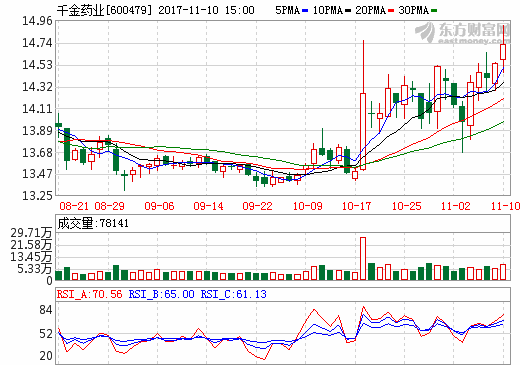 千金药业[600479] 2017-11-10 15:00 5PMA 10PMA 20PMA 30PMA
东方财富网
eastmoney.com
14.96
14.74
14.53
14.32
14.11
13.89
13.68
13.47
13.25
08-21 08-29 09-06 09-14 09-22 10-09 10-17 10-25 11-02 11-10
成交量:78141
29.71万
21.58万
13.45万
5.33万
0
RSI_A:70.56 RSI_B:65.00 RSI_C:61.13
84
52
20